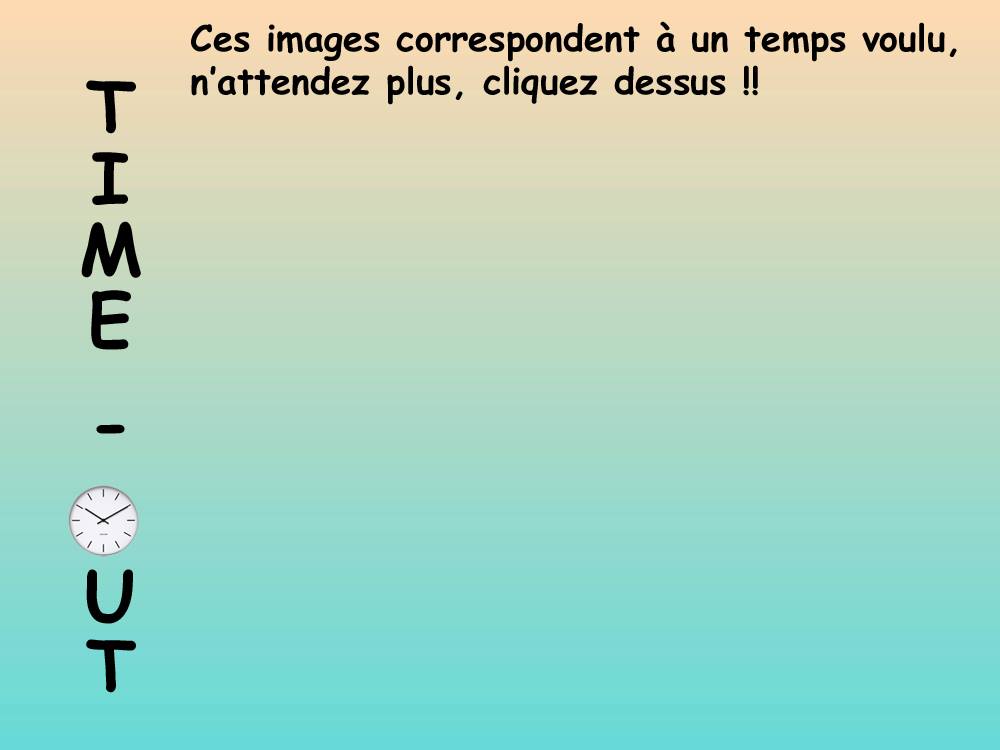 Ces images correspondent à un temps voulu,
n'attendez plus, cliquez dessus !!
T
I
M
E
-
U
T